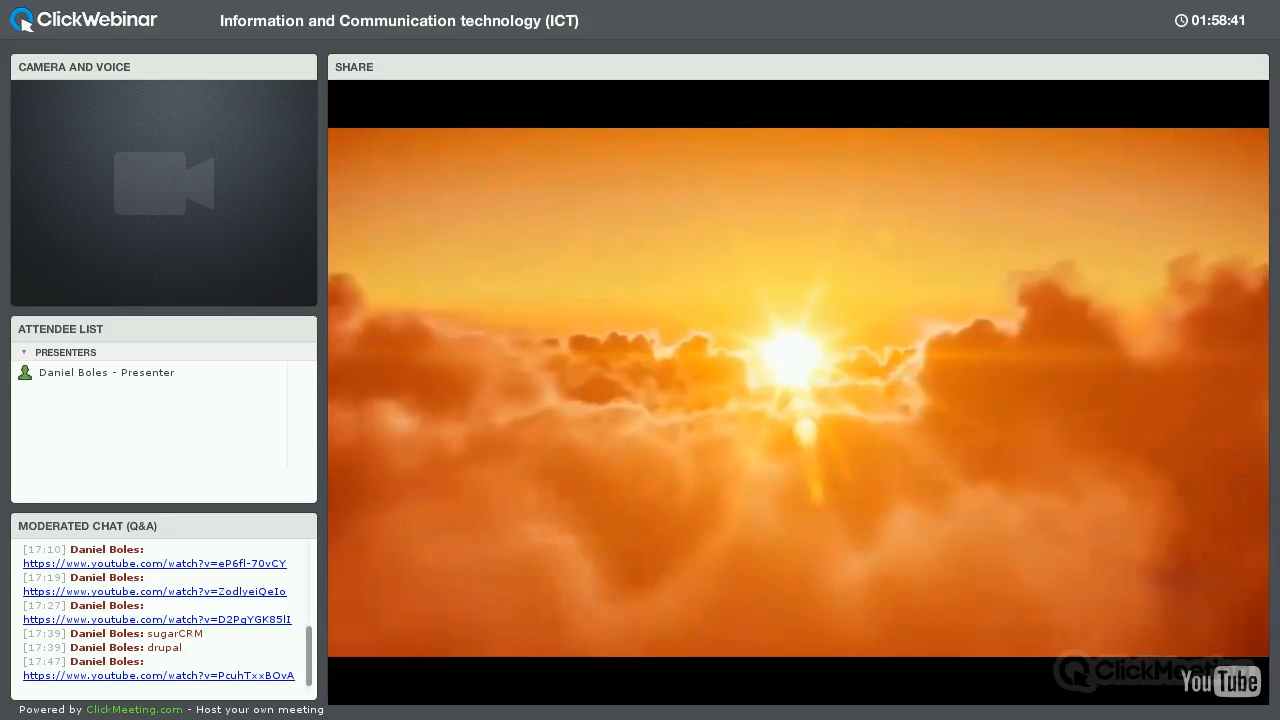 ClickWebinar
Information and Communication technology (ICT)
01:58:41
CAMERA AND VOICE
SHARE
ATTENDEE LIST
PRESENTERS
Daniel Boles - Presenter
MODERATED CHAT (Q&A)
[17:10] Daniel Boles:
https://www.youtube.com/watch?v=eP6fl-70vCY
[17:19] Daniel Boles:
https://www.youtube.com/watch?v=ZodlyeiQeIo
[17:27] Daniel Boles:
https://www.youtube.com/watch?v=D2PqYGK85lI
[17:39] Daniel Boles: sugarCRM
[17:39] Daniel Boles: drupal
[17:47] Daniel Boles:
https://www.youtube.com/watch?v=PcuhTxxBOvA
ClickMeeting
YouTube
Powered by ClickMeeting.com - Host your own meeting